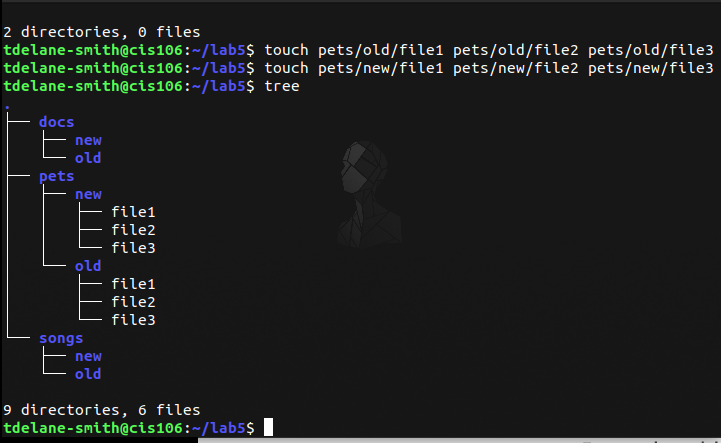 2 directories, 0 files
tdelane-smith@cis106:~/lab5$ touch pets/old/file1 pets/old/file2 pets/old/file3
tdelane-smith@cis106:~/lab5$ touch pets/new/file1 pets/new/file2 pets/new/file3
tdelane-smith@cis106:~/lab5$ tree
.
├── docs
│   ├── new
│   └── old
├── pets
│   ├── new
│   │   ├── file1
│   │   ├── file2
│   │   └── file3
│   └── old
│       ├── file1
│       ├── file2
│       └── file3
└── songs
    ├── new
    └── old
9 directories, 6 files
tdelane-smith@cis106:~/lab5$